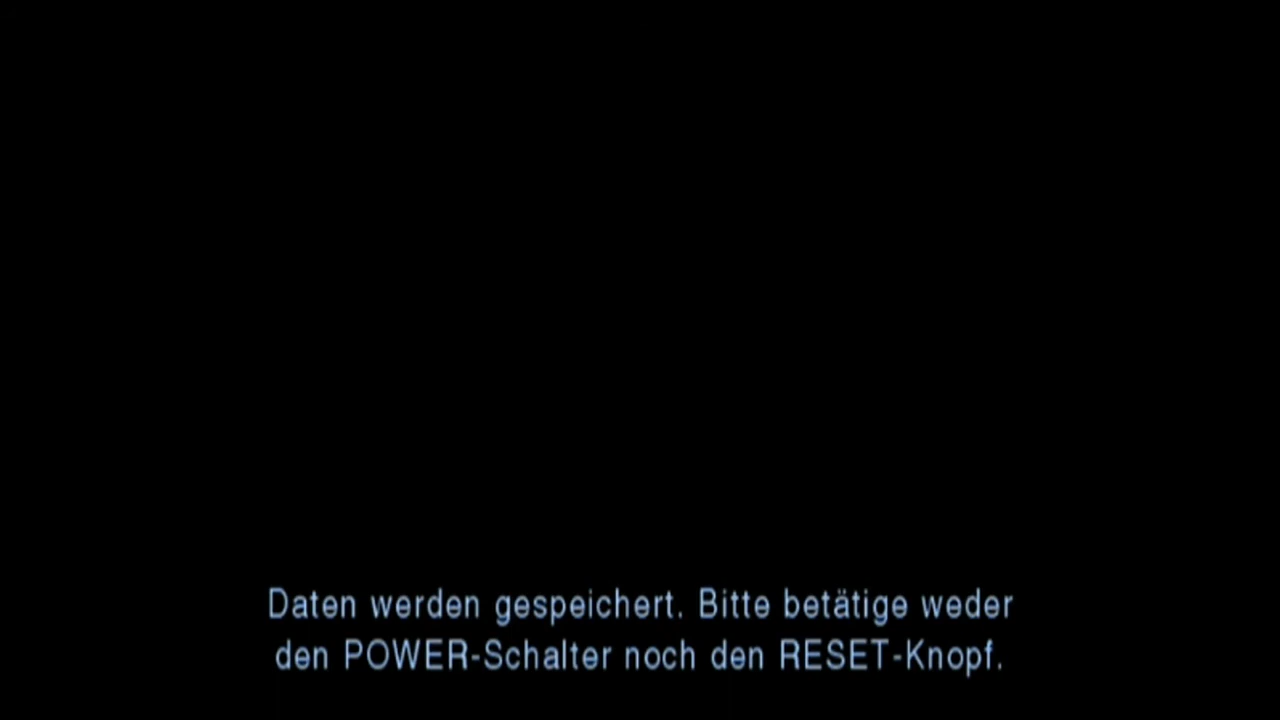 Daten werden gespeichert. Bitte betätige weder
den POWER-Schalter noch den RESET-Knopf.